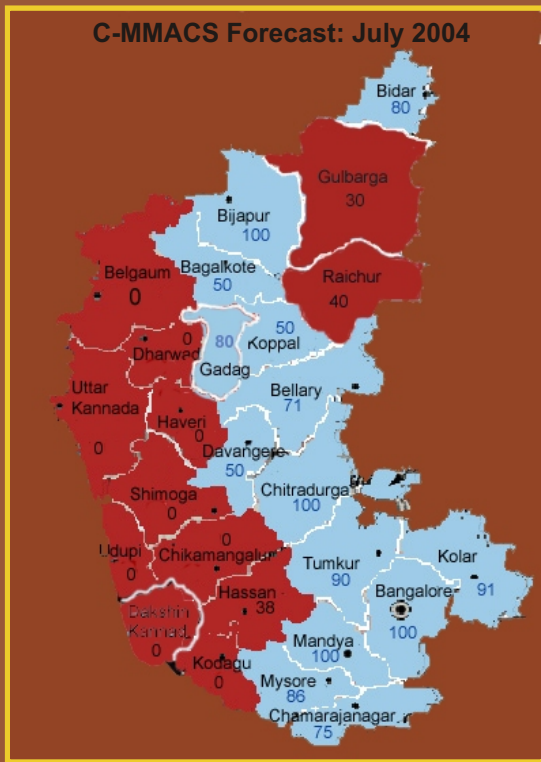 C-MMACS Forecast: July 2004
Bidar
80
Gulbarga
30
Bijapur
100
Bagalkote
50
Belgaum
0
Raichur
40
0
Dharwad
80
Gadag
50
Koppal
Uttar
Kannada
0
Haveri
0
Bellary
71
Davangere
50
Chitradurga
100
Shimoga
0
Udupi
0
0
Chikamangalur
Tumkur
90
Kolar
91
Bangalore
100
Hassan
38
Dakshin
Kannad
0
Mandya
100
Kodagu
0
Mysore
86
Chamarajanagar
75